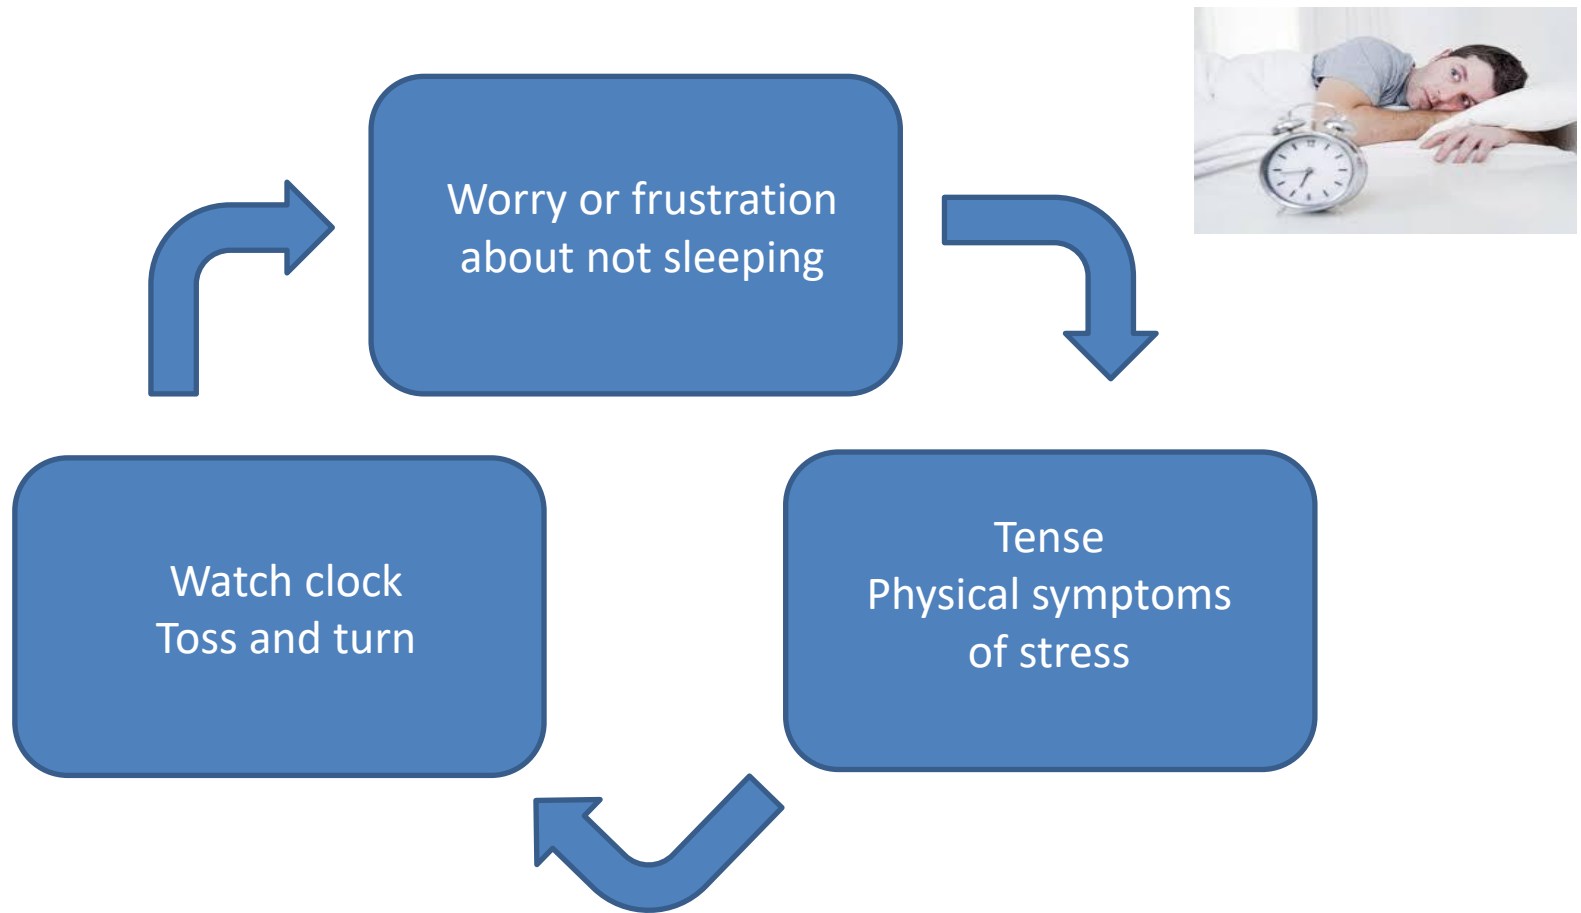 Worry or frustration
about not sleeping
Tense
Physical symptoms
of stress
Watch clock
Toss and turn